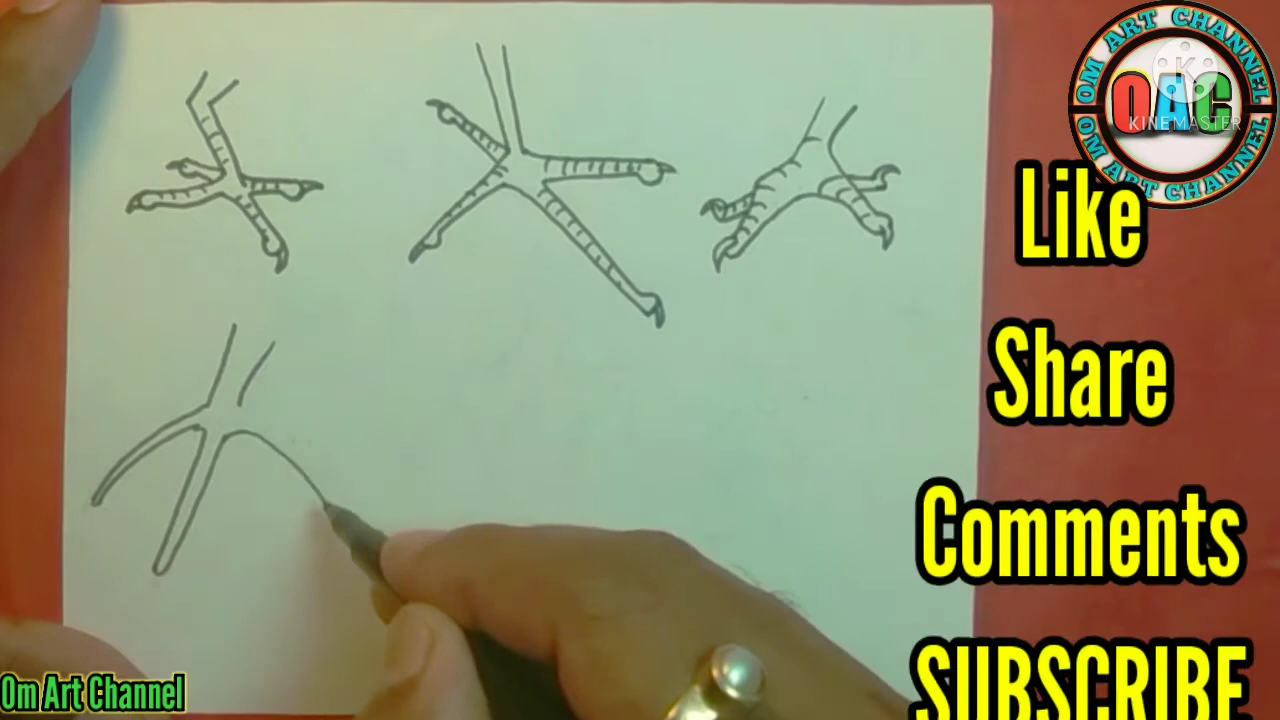 OM ART CHANNEL
OAC
KINEMASTER
OM ART CHANNEL
Like
Share
Comments
SUBSCRIBE
Om Art Channel